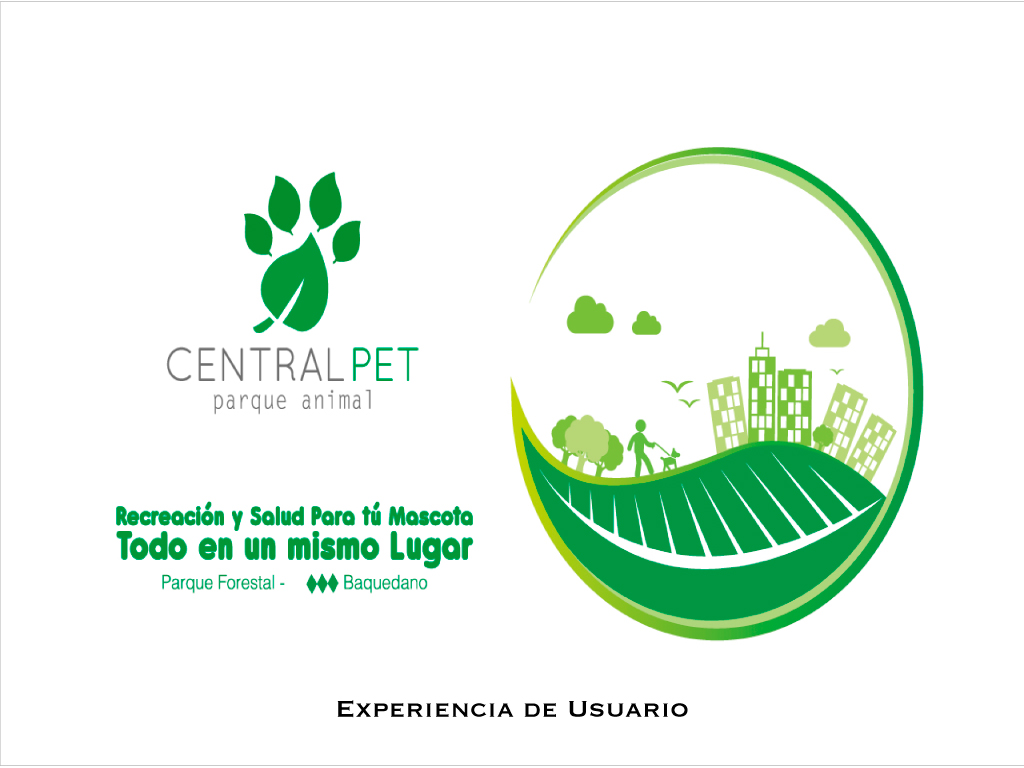 CENTRALPET
parque animal
Recreación y Salud Para tú Mascota
Todo en un mismo Lugar
Parque Forestal - Baquedano
Experiencia de Usuario